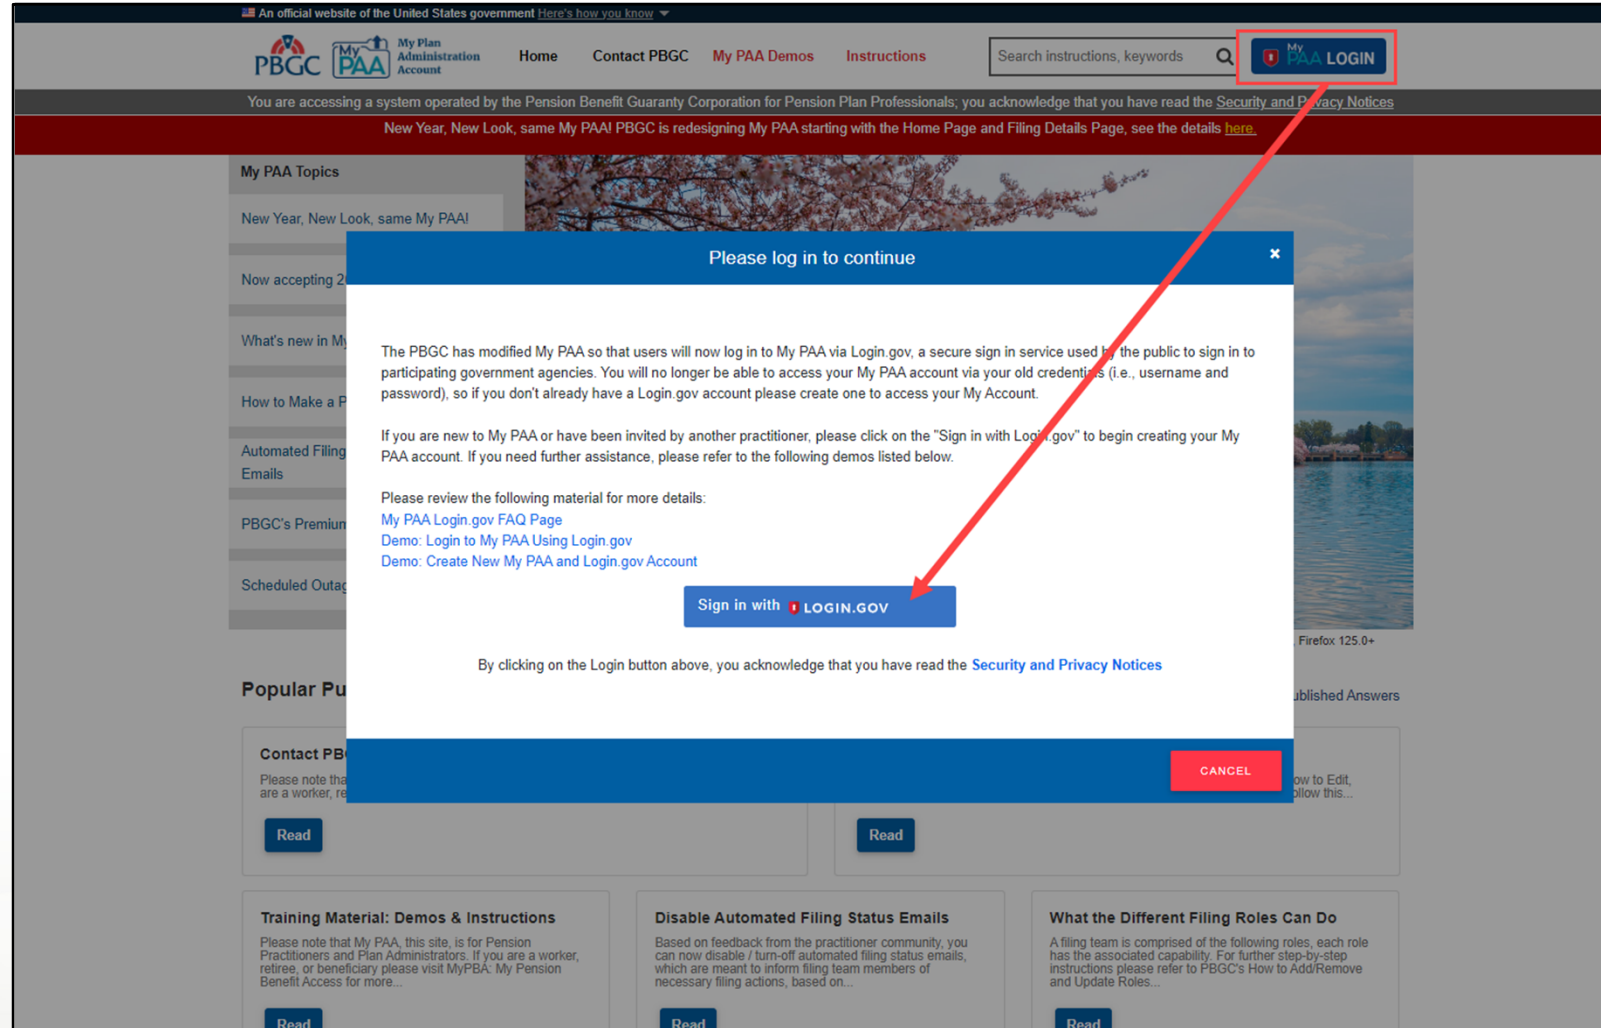 An official website of the United States government Here's how you know
PBGC My PAA My Plan Administration Account
Home Contact PBGC My PAA Demos Instructions
Search instructions, keywords
My PAA LOGIN
You are accessing a system operated by the Pension Benefit Guaranty Corporation for Pension Plan Professionals; you acknowledge that you have read the Security and Privacy Notices
New Year, New Look, same My PAA! PBGC is redesigning My PAA starting with the Home Page and Filing Details Page, see the details here.
My PAA Topics
New Year, New Look, same My PAA!
Now accepting
What's new in
How to Make a
Automated Filing
Emails
PBGC's
Scheduled
Please log in to continue
The PBGC has modified My PAA so that users will now log in to My PAA via Login.gov, a secure sign in service used by the public to sign in to
participating government agencies. You will no longer be able to access your My PAA account via your old credentials (i.e., username and
password), so if you don't already have a Login.gov account please create one to access your My Account.
If you are new to My PAA or have been invited by another practitioner, please click on the "Sign in with Login.gov" to begin creating your My
PAA account. If you need further assistance, please refer to the following demos listed below.
Please review the following material for more details:
My PAA Login.gov FAQ Page
Demo: Login to My PAA Using Login.gov
Demo: Create New My PAA and Login.gov Account
Sign in with LOGIN.GOV
By clicking on the Login button above, you acknowledge that you have read the Security and Privacy Notices
CANCEL
Firefox 125.0+
Popular
Answers
Contact
Please note
are a worker,
Read
to Edit,
this...
Read
Training Material: Demos & Instructions
Please note that My PAA, this site, is for Pension
Practitioners and Plan Administrators. If you are a worker,
retiree, or beneficiary please visit MyPBA: My Pension
Benefit Access for more...
Read
Disable Automated Filing Status Emails
Based on feedback from the practitioner community, you
can now disable / turn-off automated filing status emails,
which are meant to inform filing team members of
necessary filing actions, based on...
Read
What the Different Filing Roles Can Do
A filing team is comprised of the following roles, each role
has the associated capability. For further step-by-step
instructions please refer to PBGC's How to Add/Remove
and Update Roles...
Read